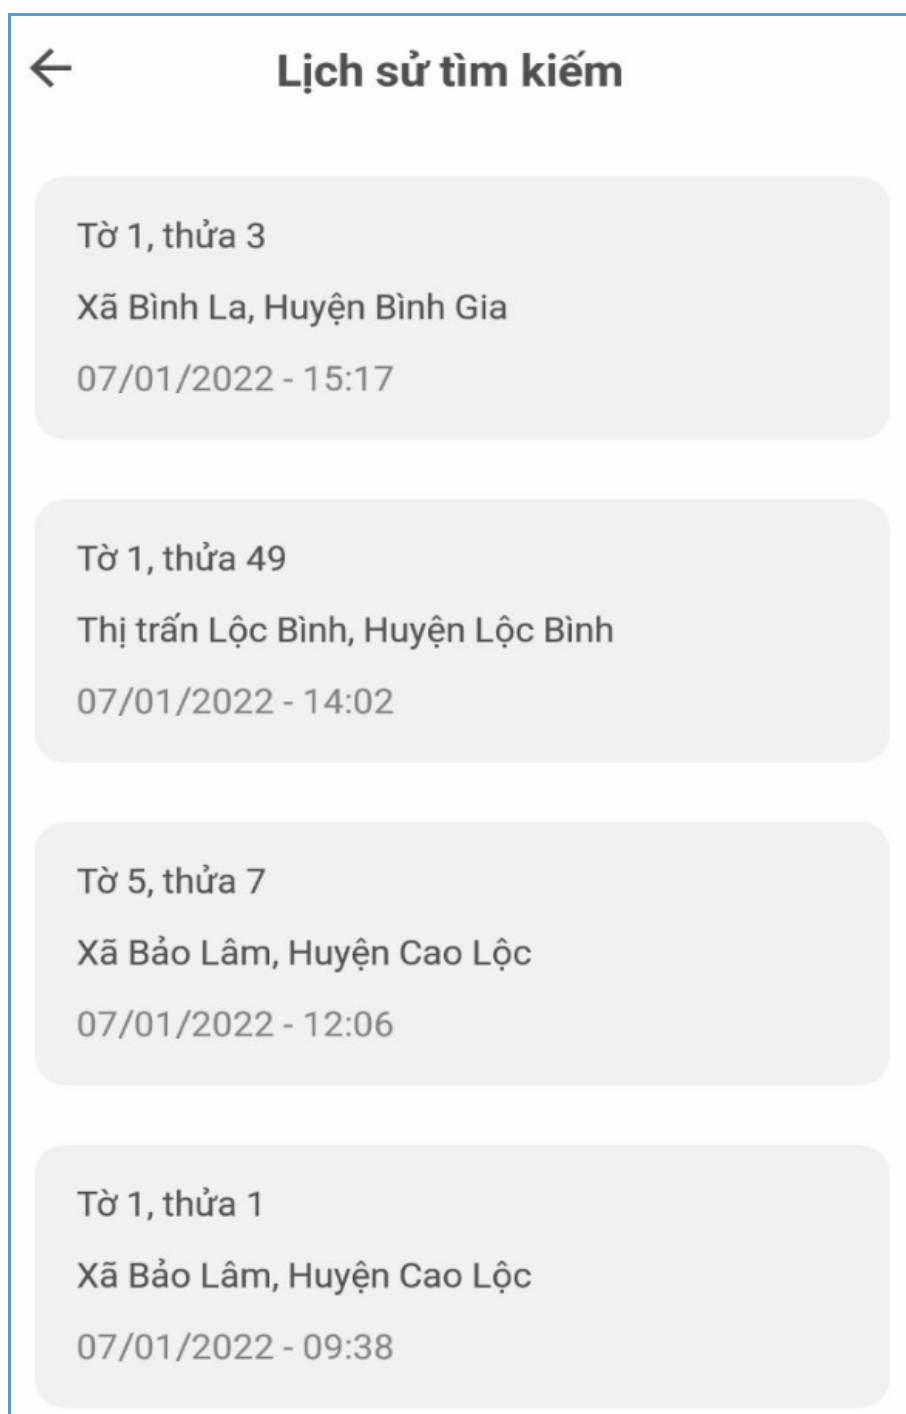 Lịch sử tìm kiếm
Tờ 1, thửa 3
Xã Bình La, Huyện Bình Gia
07/01/2022 - 15:17
Tờ 1, thửa 49
Thị trấn Lộc Bình, Huyện Lộc Bình
07/01/2022 - 14:02
Tờ 5, thửa 7
Xã Bảo Lâm, Huyện Cao Lộc
07/01/2022 - 12:06
Tờ 1, thửa 1
Xã Bảo Lâm, Huyện Cao Lộc
07/01/2022 - 09:38